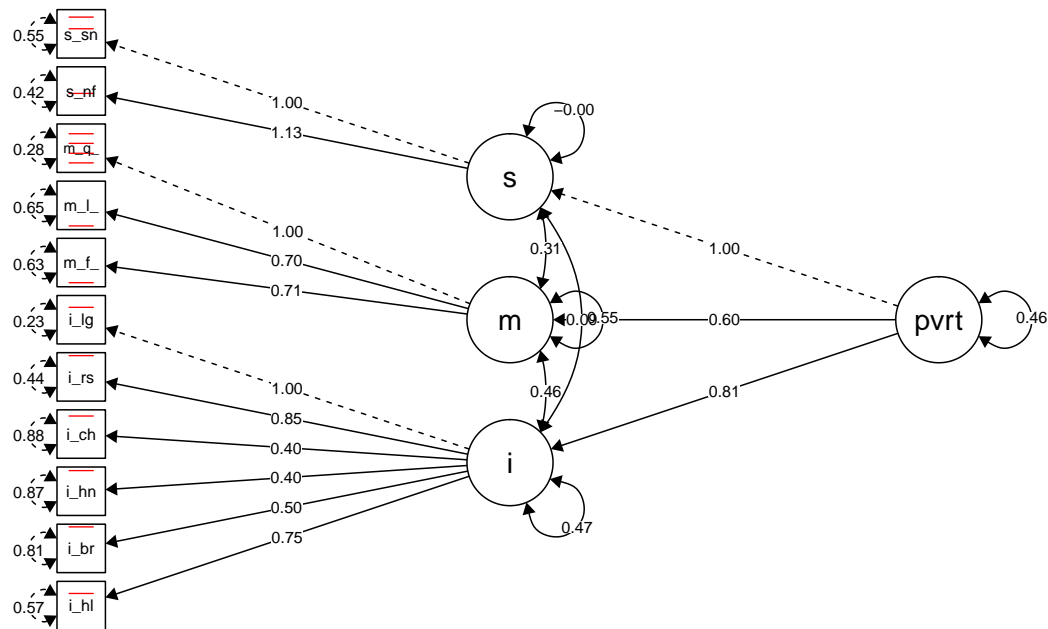 0.55 s_sn
0.42 s_nf
0.28 m_q_
0.65 m_l_
0.63 m_f_
0.23 i_lg
0.44 i_rs
0.88 i_ch
0.87 i_hn
0.81 i_br
0.57 i_hl
1.00
1.13
1.00
0.70
0.71
1.00
0.85
0.40
0.40
0.50
0.75
−0.00
s
0.31
m
0.55
0.46
i
0.47
1.00
0.60
0.81
pvrt
0.46